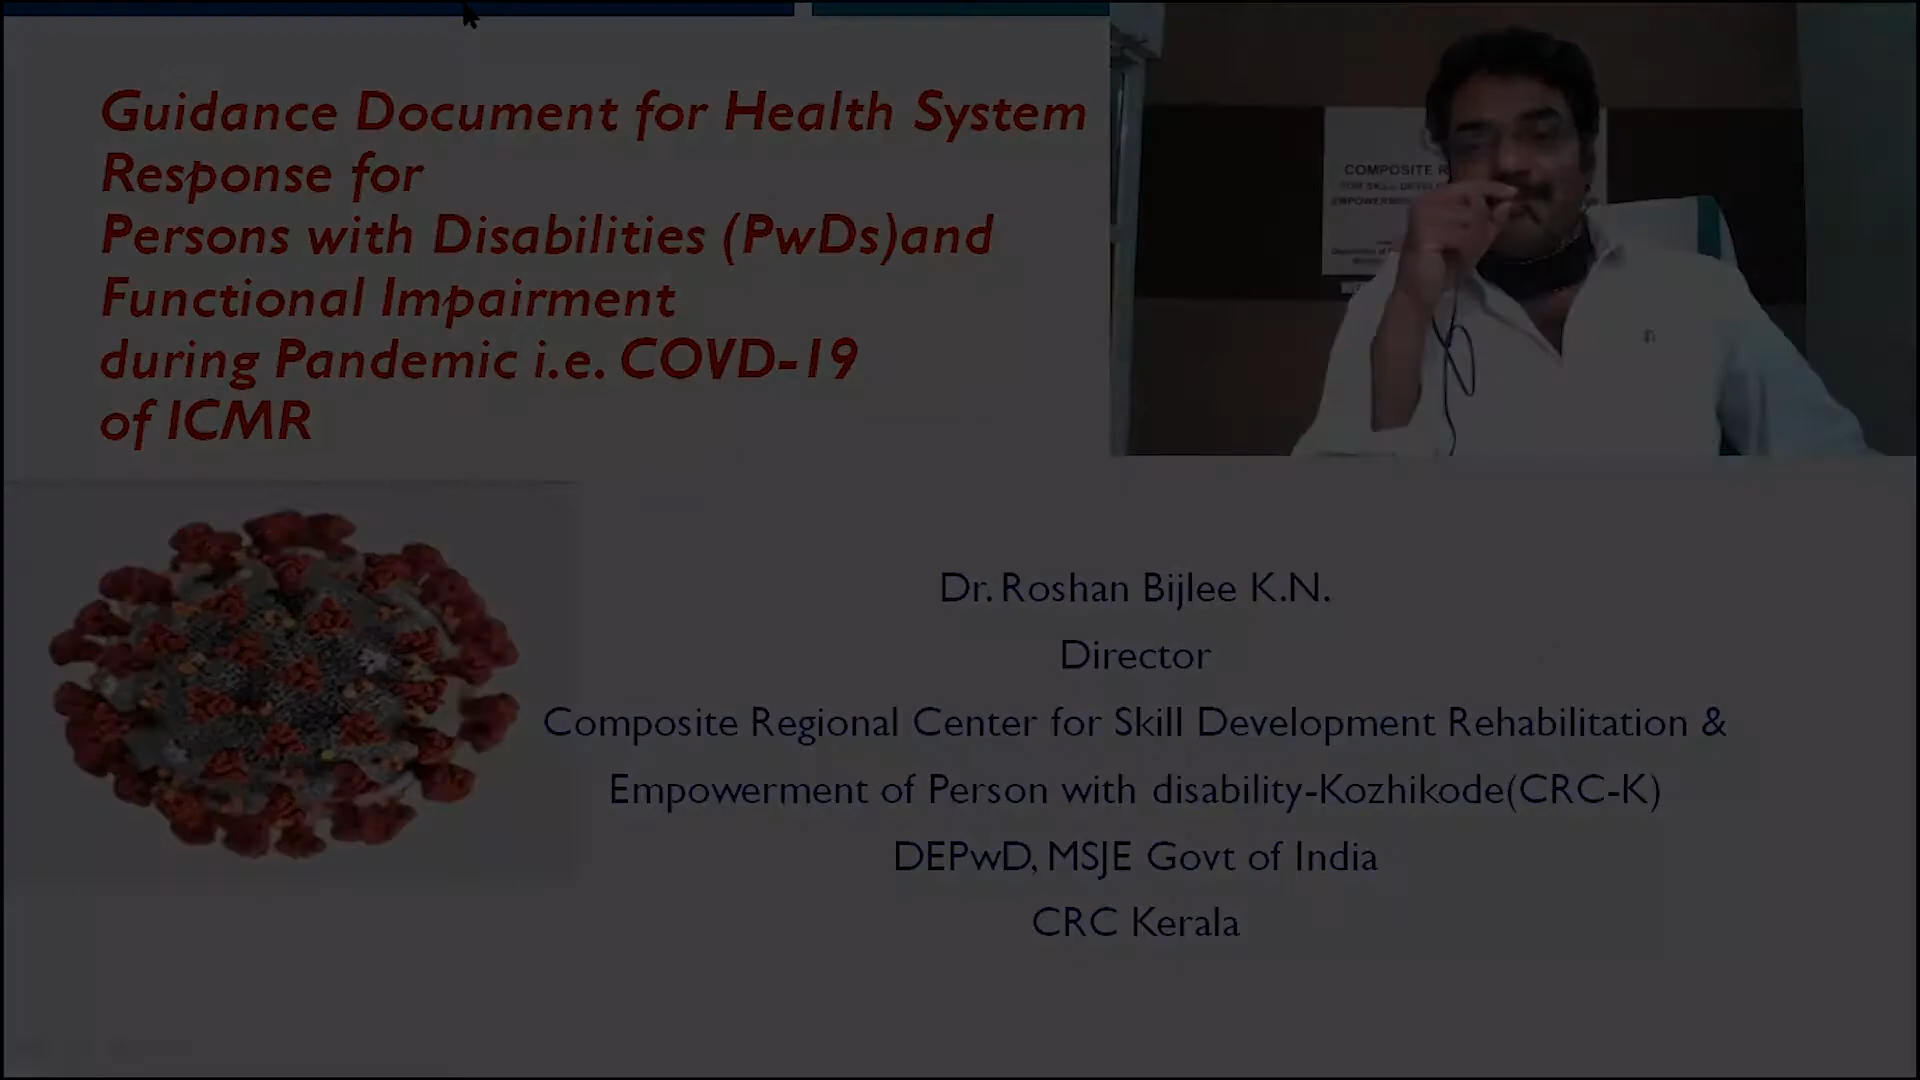 Guidance Document for Health System
Response for
Persons with Disabilities (PwDs)and
Functional Impairment
during Pandemic i.e. COVD-19
of ICMR
COMPOSITE
FOR SKILL
Dr. Roshan Bijlee K.N.
Director
Composite Regional Center for Skill Development Rehabilitation &
Empowerment of Person with disability-Kozhikode(CRC-K)
DEPwD, MSJE Govt of India
CRC Kerala